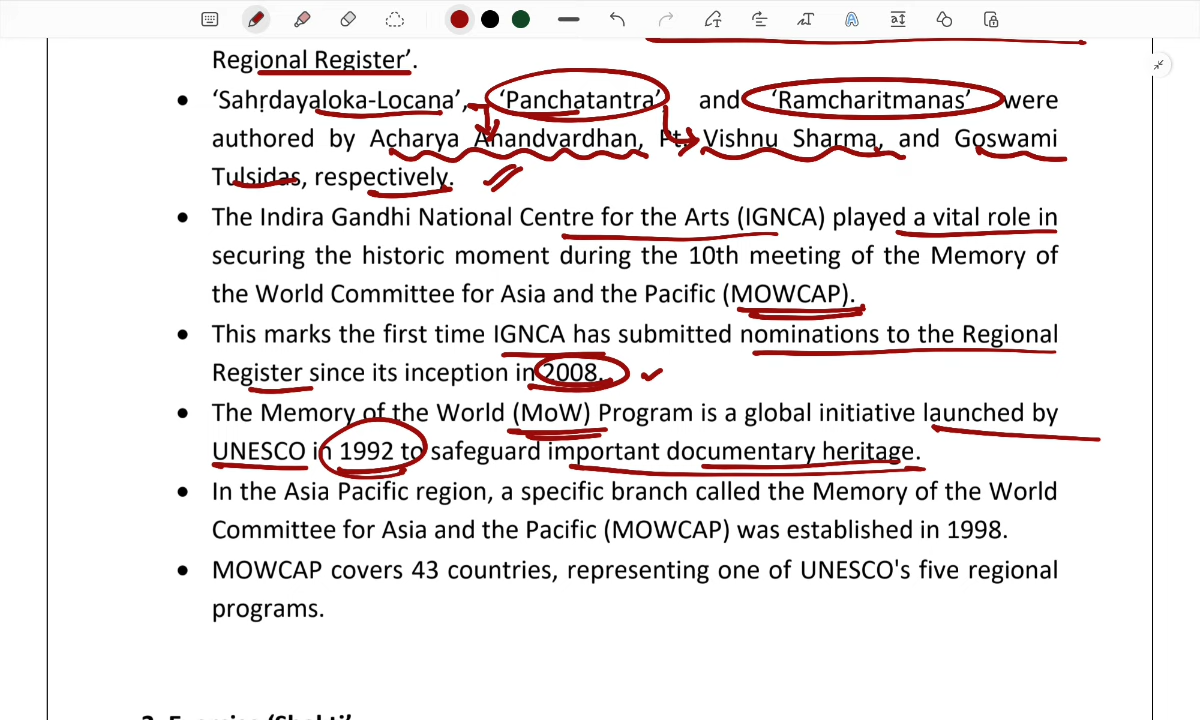 Regional Register’.
• ‘Sahṛdayaloka-Locana’, ‘Panchatantra’ and ‘Ramcharitmanas’ were
authored by Acharya Anandvardhan, Pt. Vishnu Sharma, and Goswami
Tulsidas, respectively.
• The Indira Gandhi National Centre for the Arts (IGNCA) played a vital role in
securing the historic moment during the 10th meeting of the Memory of
the World Committee for Asia and the Pacific (MOWCAP).
• This marks the first time IGNCA has submitted nominations to the Regional
Register since its inception in 2008.
• The Memory of the World (MoW) Program is a global initiative launched by
UNESCO in 1992 to safeguard important documentary heritage.
• In the Asia Pacific region, a specific branch called the Memory of the World
Committee for Asia and the Pacific (MOWCAP) was established in 1998.
• MOWCAP covers 43 countries, representing one of UNESCO's five regional
programs.